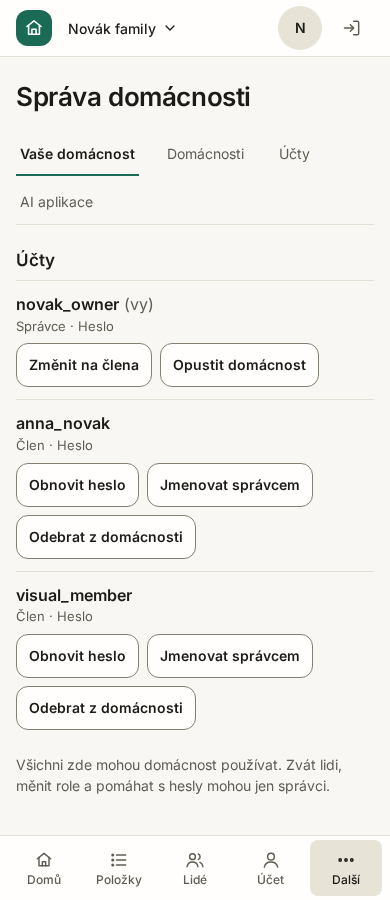 Novák family
N
Správa domácnosti
Vaše domácnost
Domácnosti
Účty
AI aplikace
Účty
novak_owner (vy)
Správce · Heslo
Změnit na člena
Opustit domácnost
anna_novak
Člen · Heslo
Obnovit heslo
Jmenovat správcem
Odebrat z domácnosti
visual_member
Člen · Heslo
Obnovit heslo
Jmenovat správcem
Odebrat z domácnosti
Všichni zde mohou domácnost používat. Zvát lidi,
měnit role a pomáhat s hesly mohou jen správci.
Domů
Položky
Lidé
Účet
Další